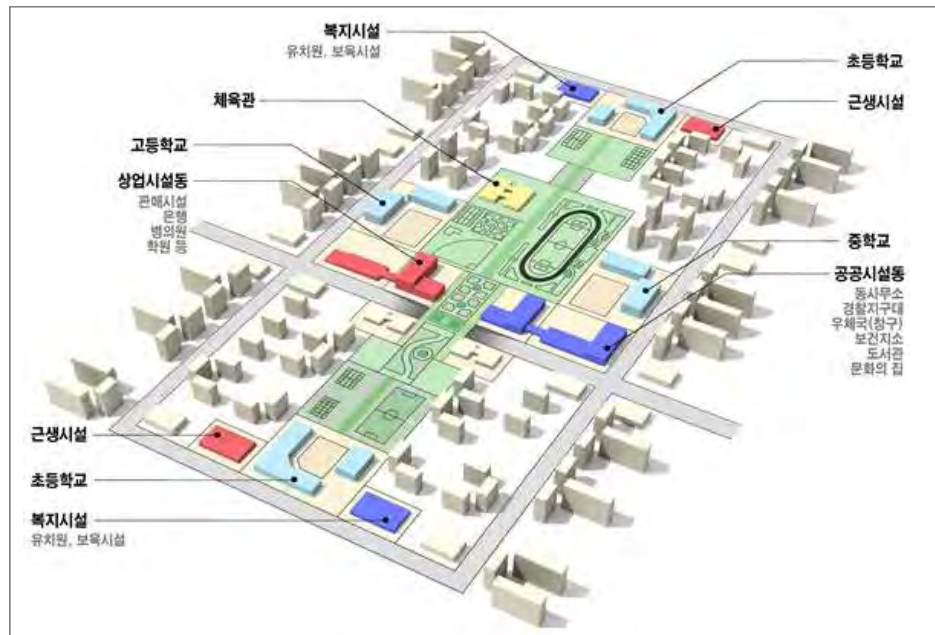 복지시설
유치원, 보육시설
초등학교
체육관
근생시설
고등학교
상업시설동
판매시설
은행
병의원
학원 등
중학교
공공시설동
동사무소
경찰지구대
우체국(창구)
보건지소
도서관
문화의 집
근생시설
초등학교
복지시설
유치원, 보육시설